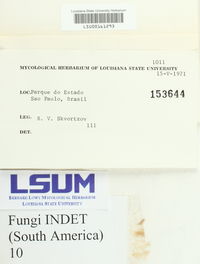 Louisiana State University Herbarium
1011
MYCOLOGICAL HERBARIUM OF LOUISIANA STATE UNIVERSITY
15-V-1971
LOC. Parque do Estado
Sao Paulo, Brasil
153644
LEG. B. V. Skvortzov
111
DET.
LSUM
BERNARD LOWY MYCOLOGICAL HERBARIUM
LOUISIANA STATE UNIVERSITY
Fungi INDET
(South America)
10